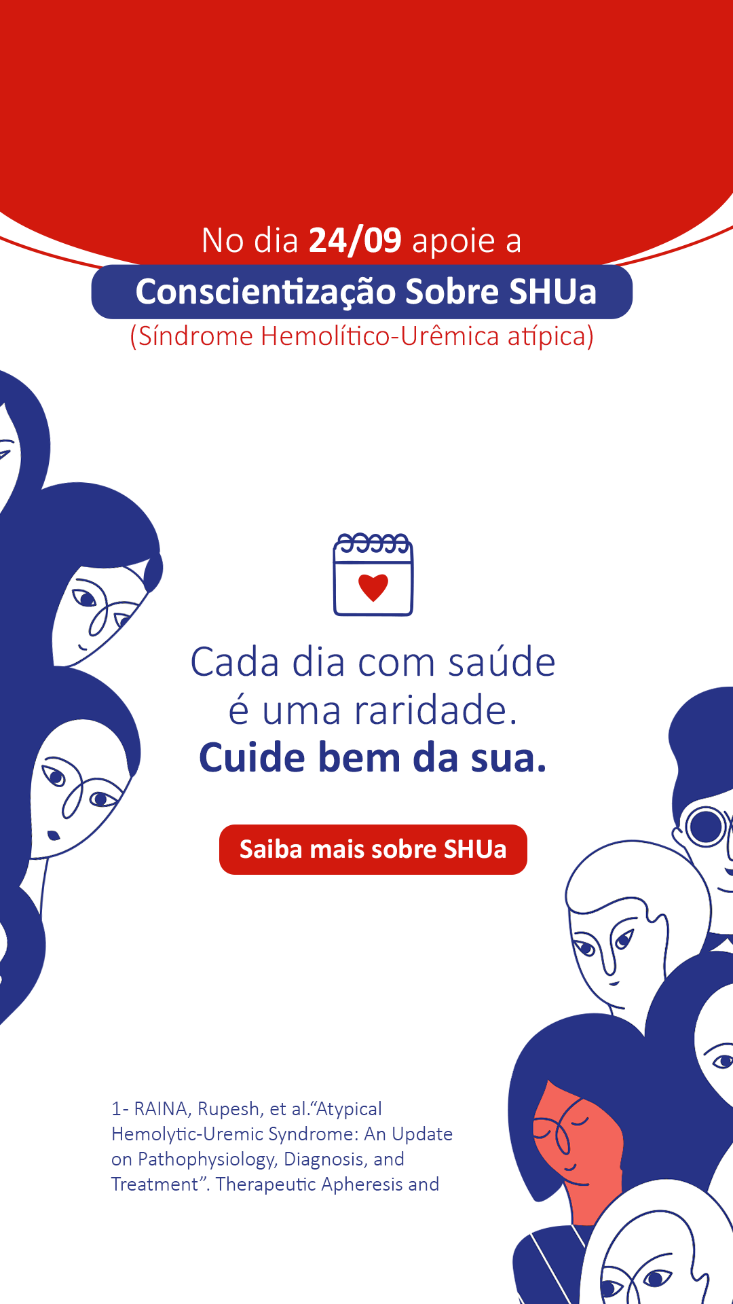 No dia 24/09 apoie a
Conscientização Sobre SHUa
(Síndrome Hemolítico-Urêmica atípica)
Cada dia com saúde
é uma raridade.
Cuide bem da sua.
Saiba mais sobre SHUa
1- RAINA, Rupesh, et al.“Atypical
Hemolytic-Uremic Syndrome: An Update
on Pathophysiology, Diagnosis, and
Treatment”. Therapeutic Apheresis and